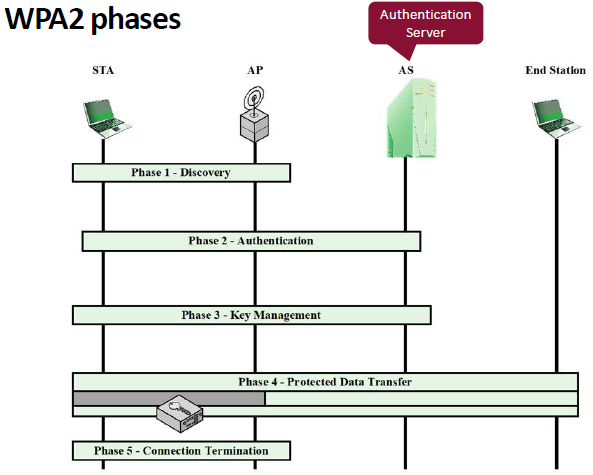 WPA2 phases
Authentication
Server
STA
AP
AS
End Station
Phase 1 - Discovery
Phase 2 - Authentication
Phase 3 - Key Management
Phase 4 - Protected Data Transfer
Phase 5 - Connection Termination